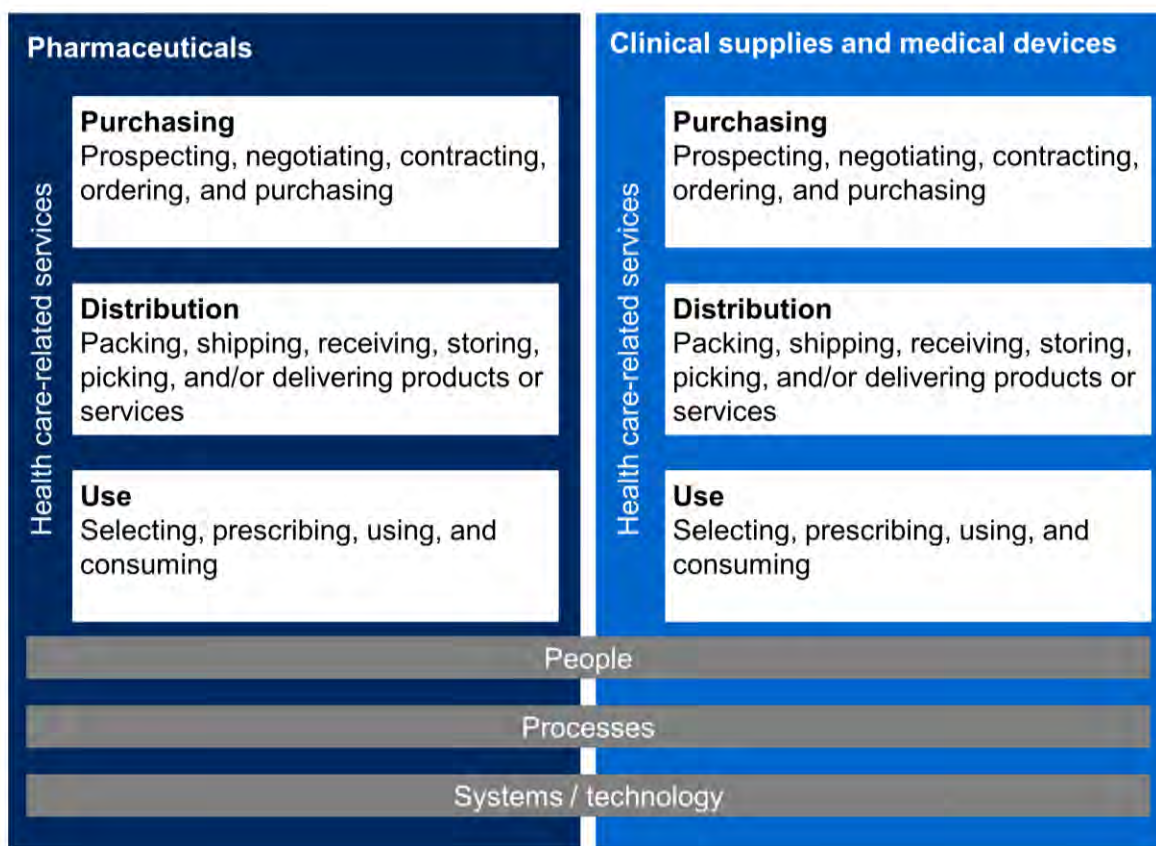 Pharmaceuticals
Health care-related services
Purchasing
Prospecting, negotiating, contracting,
ordering, and purchasing
Distribution
Packing, shipping, receiving, storing,
picking, and/or delivering products or
services
Use
Selecting, prescribing, using, and
consuming
Clinical supplies and medical devices
Health care-related services
Purchasing
Prospecting, negotiating, contracting,
ordering, and purchasing
Distribution
Packing, shipping, receiving, storing,
picking, and/or delivering products or
services
Use
Selecting, prescribing, using, and
consuming
People
Processes
Systems / technology